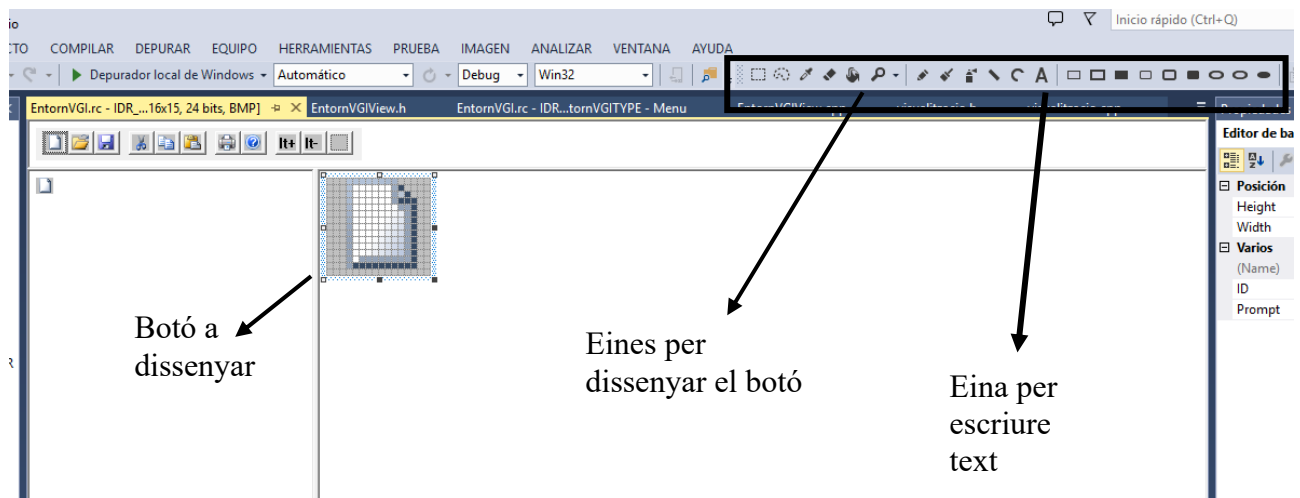 io
Inicio rápido (Ctrl+Q)
CTO COMPILAR DEPURAR EQUIPO HERRAMIENTAS PRUEBA IMAGEN ANALIZAR VENTANA AYUDA
Depurador local de Windows Automático Debug Win32 A
EntornVGI.rc - IDR_...16x15, 24 bits, BMP] EntornVGIView.h EntornVGI.rc - IDR...tornVGITYPE - Menu
Editor de ba
It+ It-
Posición
Height
Width
Varios
(Name)
ID
Prompt
R
Botó a
dissenyar
Eines per
dissenyar el botó
Eina per
escriure
text